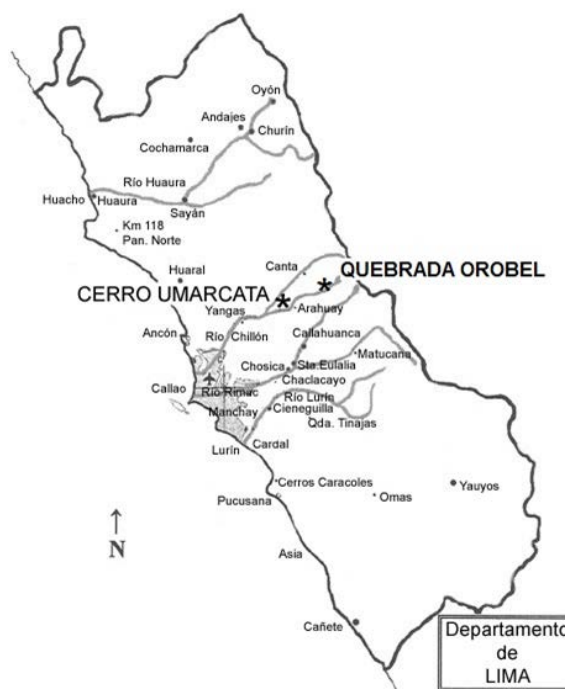 Oyón
Andajes
Churín
Cochamarca
Río Huaura
Huacho
Huaura
Sayán
Km 118
Pan. Norte
Canta
QUEBRADA OROBEL
Huaral
CERRO UMARCATA
Arahuay
Yangas
Callahuanca
Ancón
Río Chillón
Matucana
Chosica
Sta.Eulalia
Chaclacayo
Callao
Río Rimac
Río Lurín
Manchay
Cieneguilla
Qda. Tinajas
Lurín
Cardal
Cerros Caracoles
Yauyos
Pucusana
Omas
N
Asia
Cañete
Departamento
de
LIMA